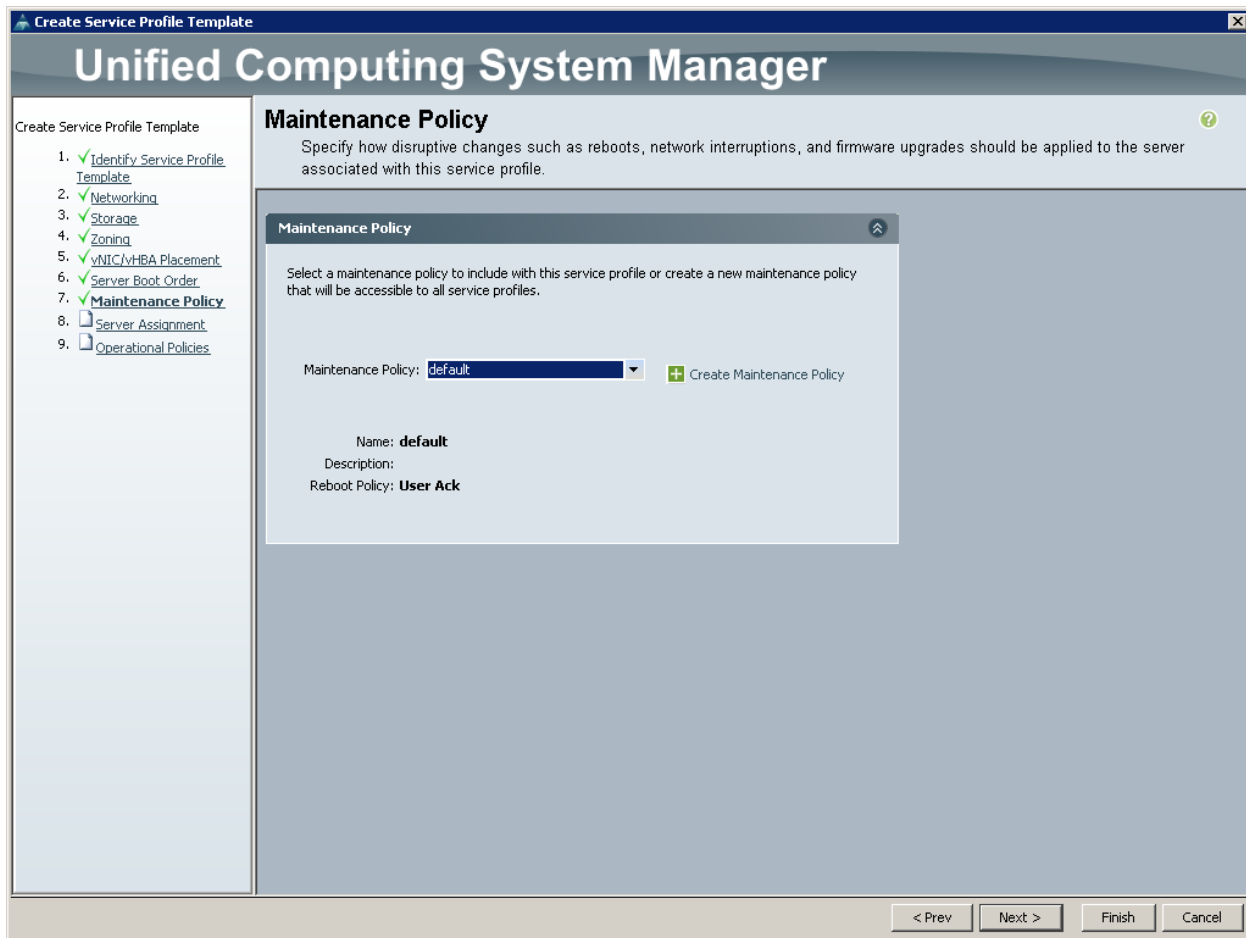 Create Service Profile Template
Unified Computing System Manager
Create Service Profile Template
1. Identify Service Profile
Template
2. Networking
3. Storage
4. Zoning
5. vNIC/vHBA Placement
6. Server Boot Order
7. Maintenance Policy
8. Server Assignment
9. Operational Policies
Maintenance Policy
Specify how disruptive changes such as reboots, network interruptions, and firmware upgrades should be applied to the server
associated with this service profile.
Maintenance Policy
Select a maintenance policy to include with this service profile or create a new maintenance policy
that will be accessible to all service profiles.
Maintenance Policy: default
Create Maintenance Policy
Name: default
Description:
Reboot Policy: User Ack
< Prev
Next >
Finish
Cancel